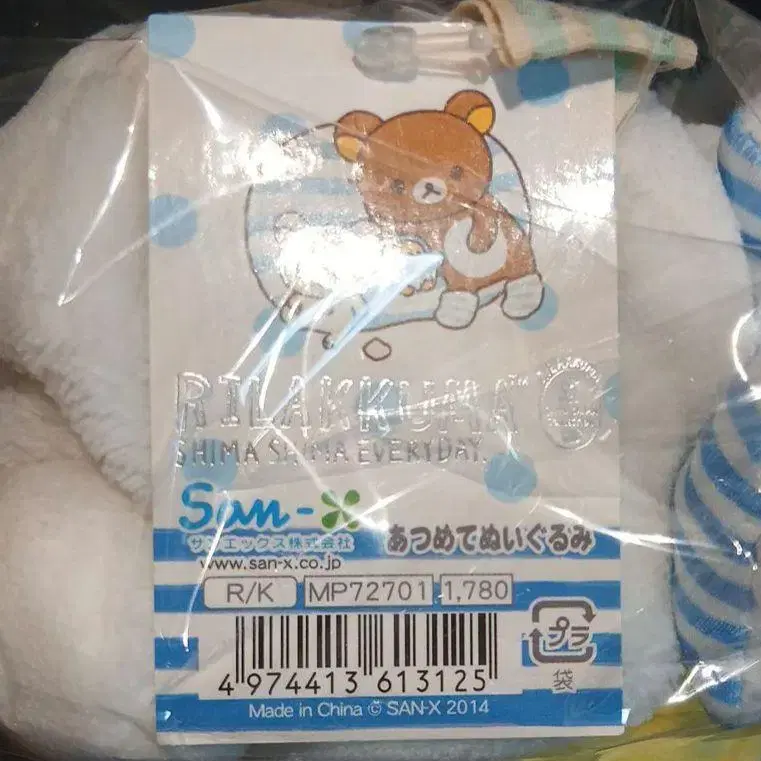 RILAKKUMA™
SHIMA SHIMA EVERYDAY.
San-X
サンエックス株式会社
あつめてぬいぐるみ
www.san-x.co.jp
R/K MP72701 1,780
プラ
袋
4 974413 613125
Made in China © SAN-X 2014